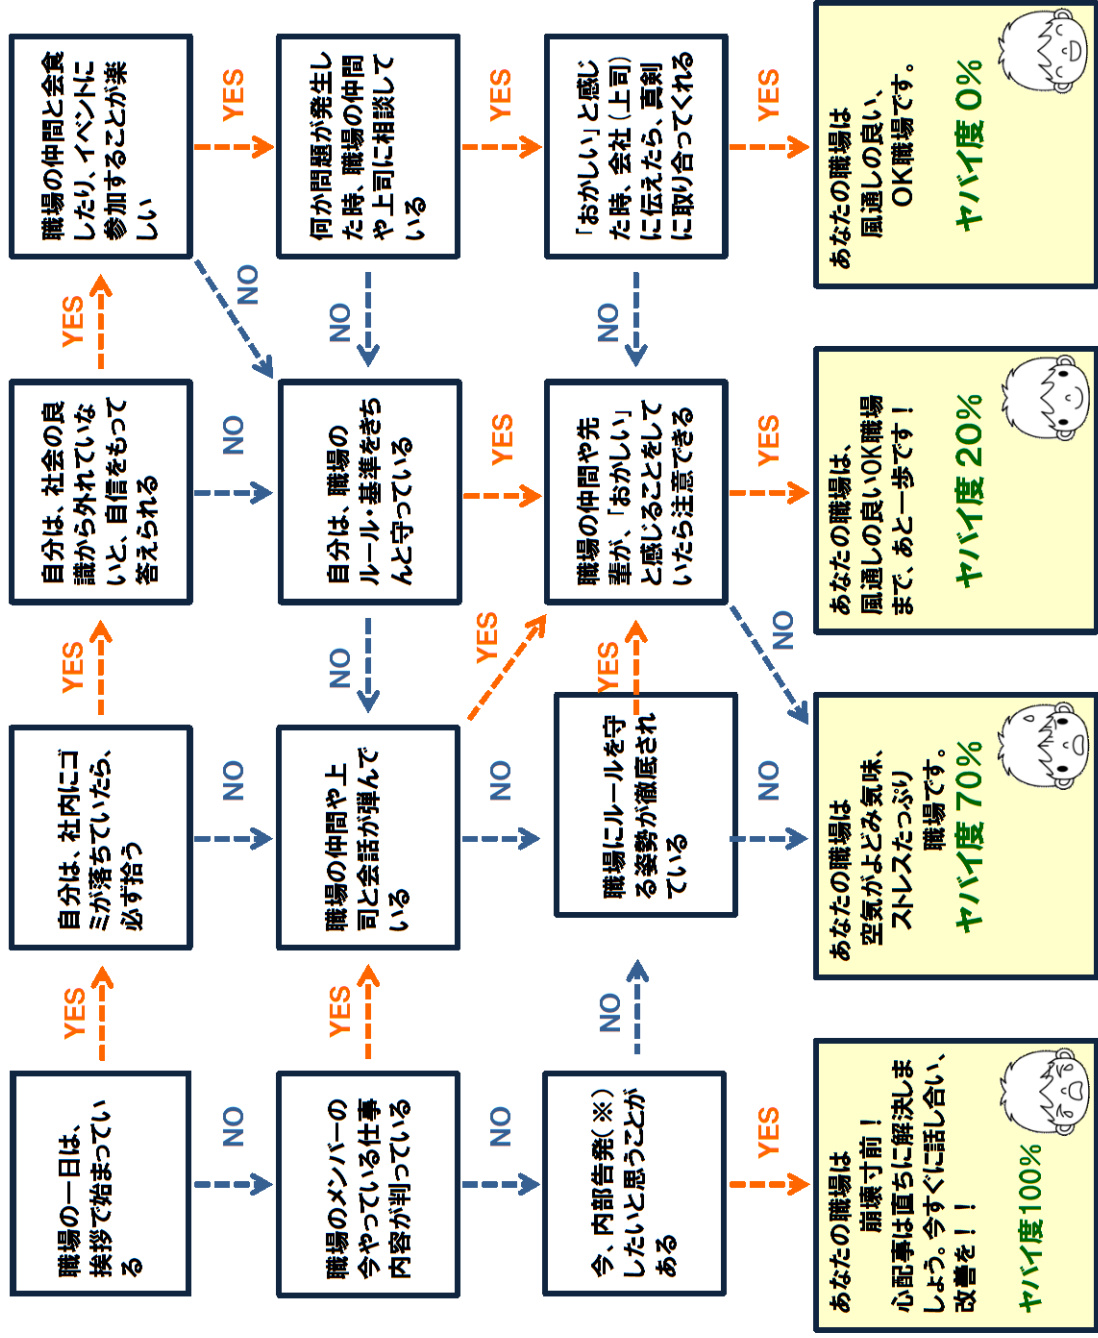 職場の一日は、
挨拶で始まってい
る
YES
自分は、社内にゴ
ミが落ちていたら、
必ず拾う
YES
自分は、社会の良
識から外れていな
いと、自信をもって
答えられる
YES
職場の仲間と会食
したり、イベントに
参加することが楽
しい
NO
NO
NO
NO
YES
職場のメンバーの
今やっている仕事
内容が判っている
YES
職場の仲間や上
司と会話が弾んで
いる
NO
自分は、職場の
ルール・基準をきち
んと守っている
NO
何か問題が発生し
た時、職場の仲間
や上司に相談して
いる
NO
NO
YES
YES
YES
今、内部告発(※)
したいと思うことが
ある
NO
職場にルールを守
る姿勢が徹底され
ている
YES
職場の仲間や先
輩が、「おかしい」
と感じることをして
いたら注意できる
NO
「おかしい」と感じ
た時、会社(上司)
に伝えたら、真剣
に取り合ってくれる
YES
NO
NO
YES
YES
あなたの職場は
崩壊寸前!
心配事は直ちに解決しま
しょう。今すぐに話し合い、
改善を!!
ヤバイ度100%
あなたの職場は
空気がよどみ気味、
ストレスたっぷり
職場です。
ヤバイ度 70%
あなたの職場は、
風通しの良いOK職場
まで、あと一歩です!
ヤバイ度 20%
あなたの職場は
風通しの良い、
OK職場です。
ヤバイ度 0%